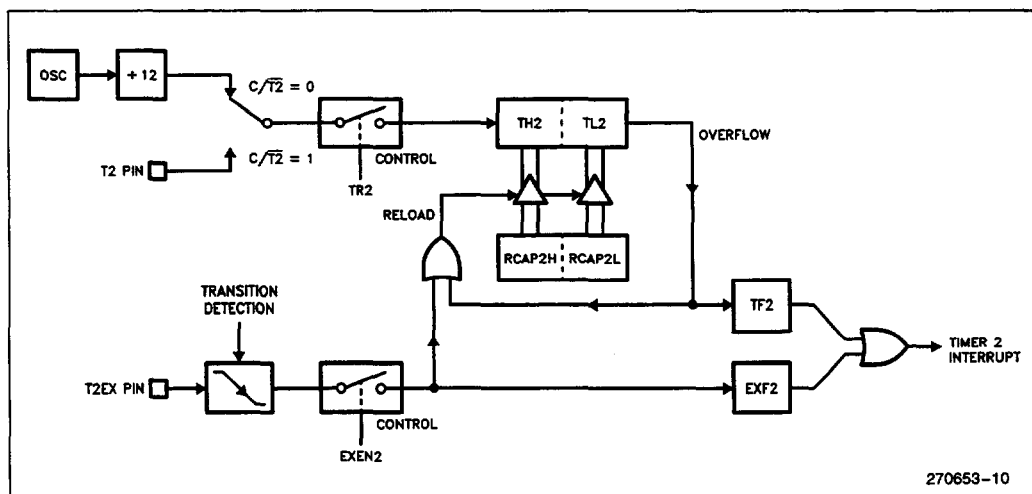 OSC
÷12
C/T2̅ = 0
TH2
TL2
OVERFLOW
T2 PIN
C/T2̅ = 1
CONTROL
TR2
RELOAD
RCAP2H
RCAP2L
TRANSITION
DETECTION
TF2
TIMER 2
INTERRUPT
T2EX PIN
EXF2
CONTROL
EXEN2
270653-10